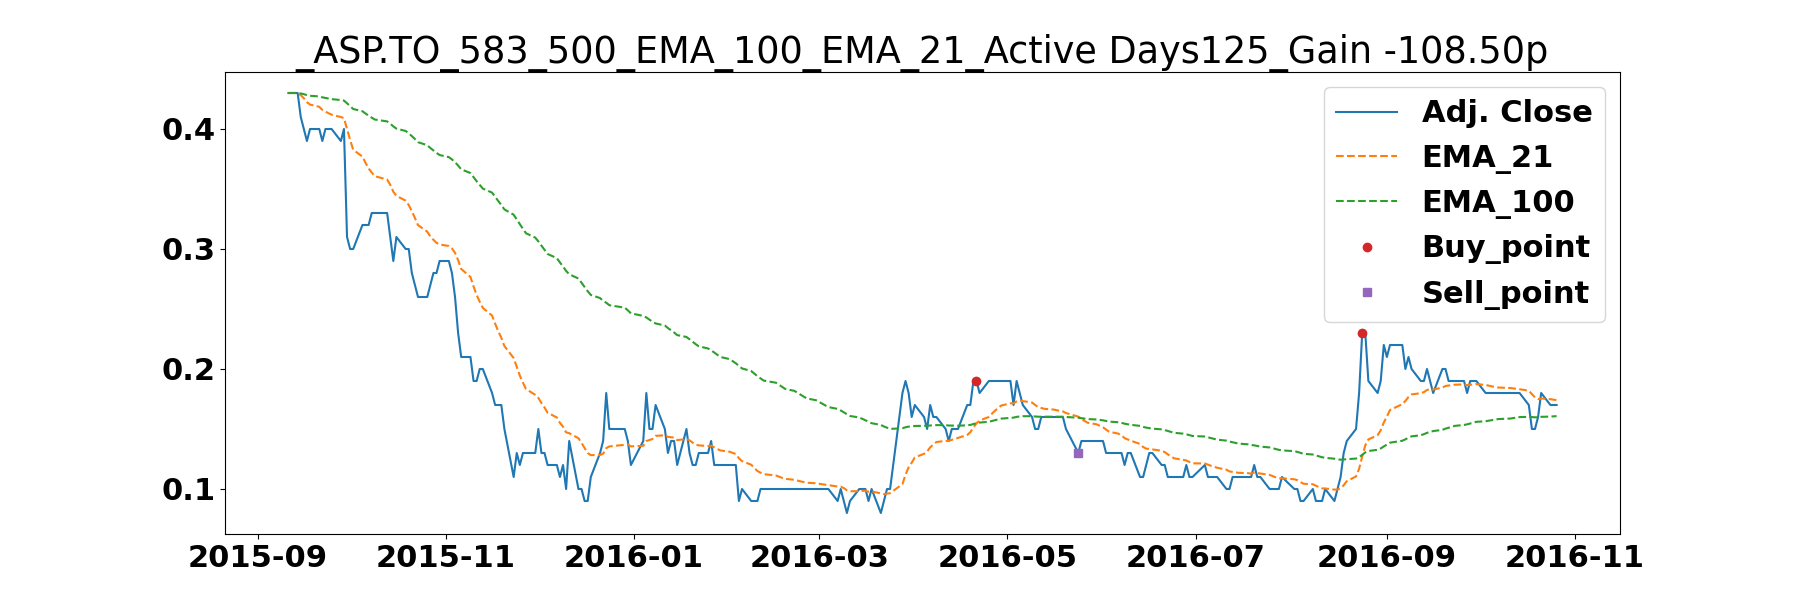 _ASP.TO_583_500_EMA_100_EMA_21_Active Days125_Gain -108.50p
0.4
0.3
0.2
0.1
Adj. Close
EMA_21
EMA_100
Buy_point
Sell_point
2015-09 2015-11 2016-01 2016-03 2016-05 2016-07 2016-09 2016-11